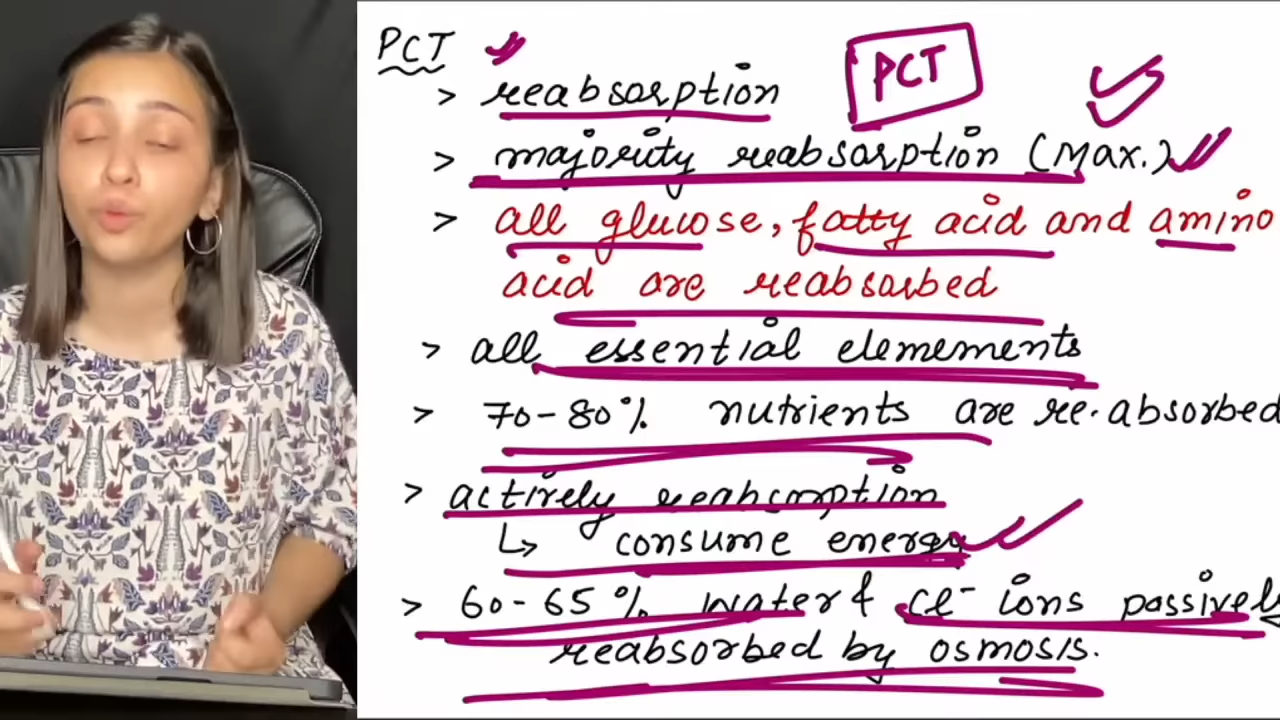 PCT
PCT
> reabsorption
> majority reabsorption (Max.)
> all glucose, fatty acid and amino
acid are reabsorbed
> all essential elemements
> 70-80% nutrients are re.absorbed
> actively reabsorption
↳ consume energy
> 60-65% water & Cl⁻ ions passively
reabsorbed by osmosis.